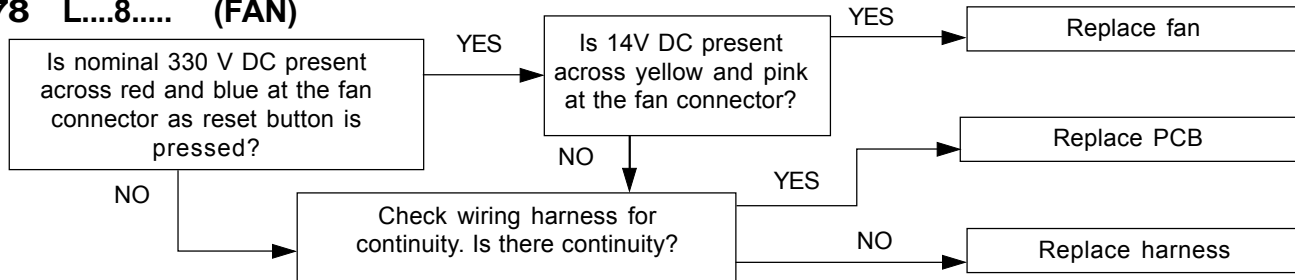 78 L....8..... (FAN)
Is nominal 330 V DC present
across red and blue at the fan
connector as reset button is
pressed?
YES
Is 14V DC present
across yellow and pink
at the fan connector?
YES
Replace fan
NO
NO
Check wiring harness for
continuity. Is there continuity?
YES
Replace PCB
NO
Replace harness